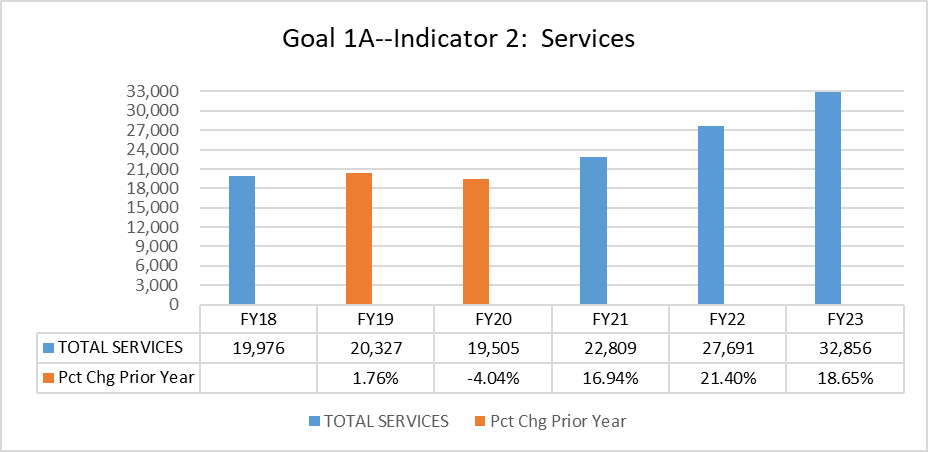 Goal 1A--Indicator 2:  Services
33,000
30,000
27,000
24,000
21,000
18,000
15,000
12,000
9,000
6,000
3,000
0
FY18 FY19 FY20 FY21 FY22 FY23
TOTAL SERVICES 19,976 20,327 19,505 22,809 27,691 32,856
Pct Chg Prior Year 1.76% -4.04% 16.94% 21.40% 18.65%
TOTAL SERVICES Pct Chg Prior Year